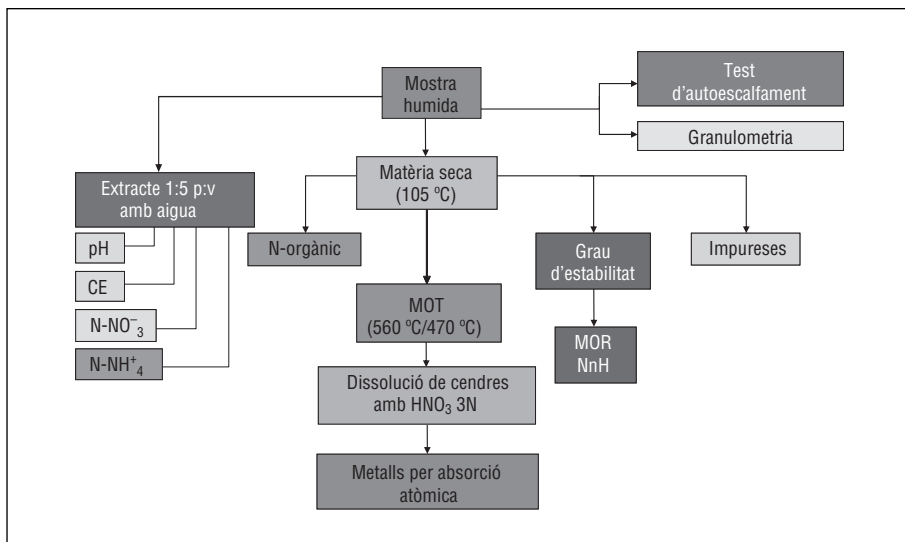 Mostra
humida
Test
d'autoescalfament
Granulometria
Extracte 1:5 p:v
amb aigua
pH
CE
N-NO⁻₃
N-NH⁺₄
Matèria seca
(105 ºC)
N-orgànic
Grau
d'estabilitat
Impureses
MOT
(560 ºC/470 ºC)
MOR
NnH
Dissolució de cendres
amb HNO₃ 3N
Metalls per absorció
atòmica